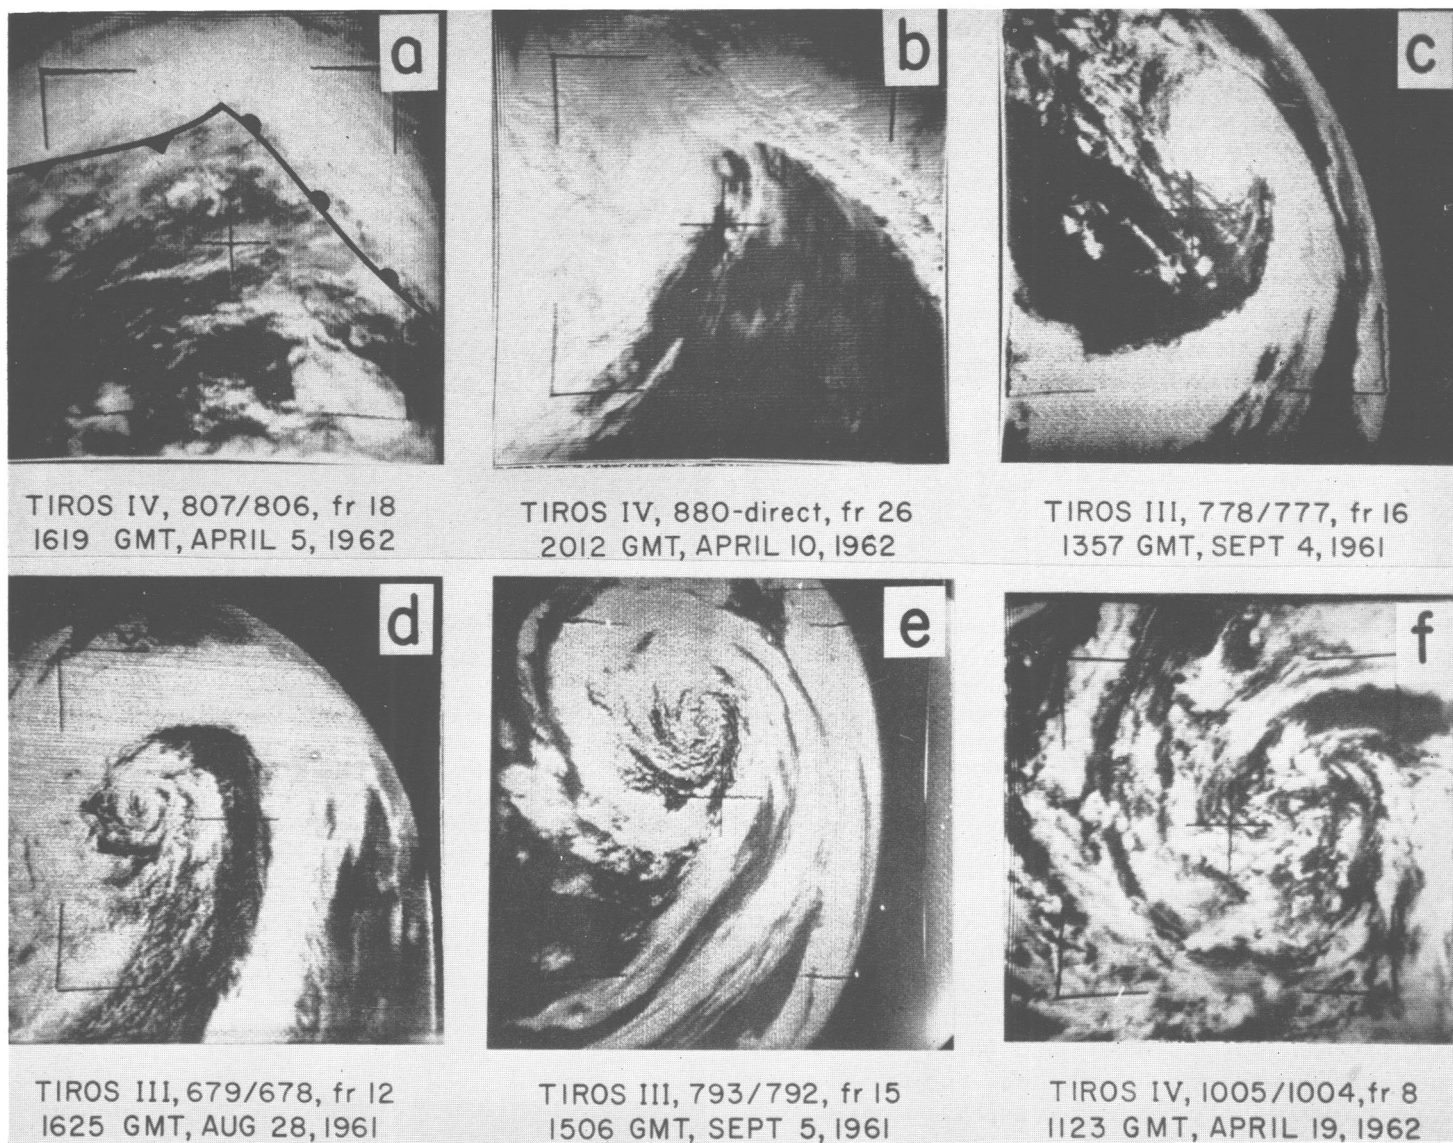 a
b
c
TIROS IV, 807/806, fr 18
1619 GMT, APRIL 5, 1962
TIROS IV, 880-direct, fr 26
2012 GMT, APRIL 10, 1962
TIROS III, 778/777, fr 16
1357 GMT, SEPT 4, 1961
d
e
f
TIROS III, 679/678, fr 12
1625 GMT, AUG 28, 1961
TIROS III, 793/792, fr 15
1506 GMT, SEPT 5, 1961
TIROS IV, 1005/1004, fr 8
1123 GMT, APRIL 19, 1962